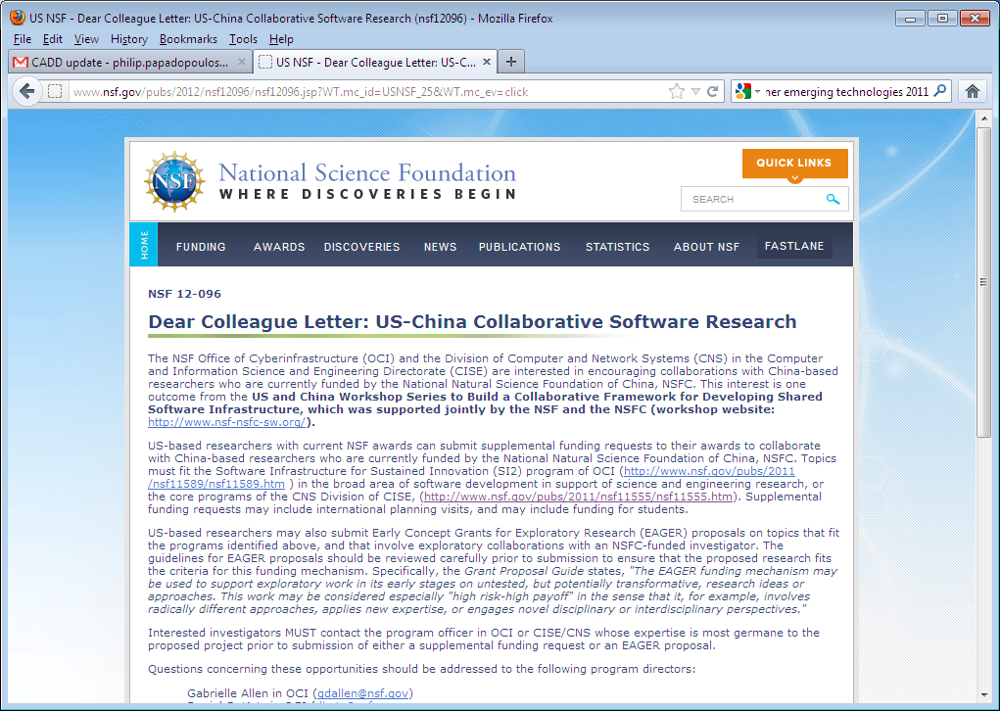 US NSF - Dear Colleague Letter: US-China Collaborative Software Research (nsf12096) - Mozilla Firefox
File Edit View History Bookmarks Tools Help
CADD update - philip.papadopoulos... US NSF - Dear Colleague Letter: US-C...
www.nsf.gov/pubs/2012/nsf12096/nsf12096.jsp?WT.mc_id=USNSF_25&WT.mc_ev=click
ner emerging technologies 2011
NSF
National Science Foundation
WHERE DISCOVERIES BEGIN
QUICK LINKS
SEARCH
HOME FUNDING AWARDS DISCOVERIES NEWS PUBLICATIONS STATISTICS ABOUT NSF FASTLANE
NSF 12-096
Dear Colleague Letter: US-China Collaborative Software Research
The NSF Office of Cyberinfrastructure (OCI) and the Division of Computer and Network Systems (CNS) in the Computer
and Information Science and Engineering Directorate (CISE) are interested in encouraging collaborations with China-based
researchers who are currently funded by the National Natural Science Foundation of China, NSFC. This interest is one
outcome from the US and China Workshop Series to Build a Collaborative Framework for Developing Shared
Software Infrastructure, which was supported jointly by the NSF and the NSFC (workshop website:
http://www.nsf-nsfc-sw.org/).
US-based researchers with current NSF awards can submit supplemental funding requests to their awards to collaborate
with China-based researchers who are currently funded by the National Natural Science Foundation of China, NSFC. Topics
must fit the Software Infrastructure for Sustained Innovation (SI2) program of OCI (http://www.nsf.gov/pubs/2011
/nsf11589/nsf11589.htm ) in the broad area of software development in support of science and engineering research, or
the core programs of the CNS Division of CISE, (http://www.nsf.gov/pubs/2011/nsf11555/nsf11555.htm). Supplemental
funding requests may include international planning visits, and may include funding for students.
US-based researchers may also submit Early Concept Grants for Exploratory Research (EAGER) proposals on topics that fit
the programs identified above, and that involve exploratory collaborations with an NSFC-funded investigator. The
guidelines for EAGER proposals should be reviewed carefully prior to submission to ensure that the proposed research fits
the criteria for this funding mechanism. Specifically, the Grant Proposal Guide states, "The EAGER funding mechanism may
be used to support exploratory work in its early stages on untested, but potentially transformative, research ideas or
approaches. This work may be considered especially "high risk-high payoff" in the sense that it, for example, involves
radically different approaches, applies new expertise, or engages novel disciplinary or interdisciplinary perspectives."
Interested investigators MUST contact the program officer in OCI or CISE/CNS whose expertise is most germane to the
proposed project prior to submission of either a supplemental funding request or an EAGER proposal.
Questions concerning these opportunities should be addressed to the following program directors:
Gabrielle Allen in OCI (gdallen@nsf.gov)